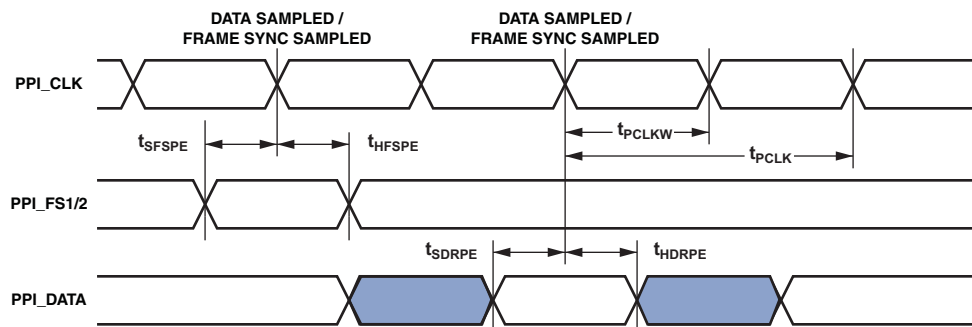 DATA SAMPLED /
FRAME SYNC SAMPLED
DATA SAMPLED /
FRAME SYNC SAMPLED
PPI_CLK
tSFSPE
tHFSPE
tPCLKW
tPCLK
PPI_FS1/2
tSDRPE
tHDRPE
PPI_DATA